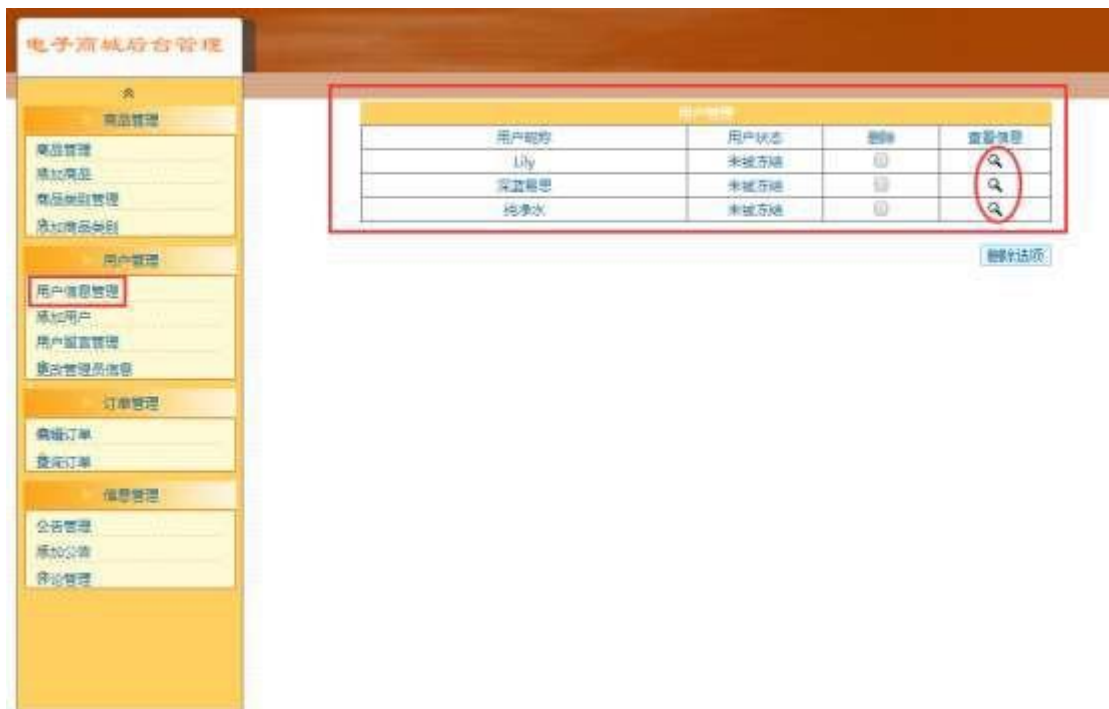 电子商城后台管理
商品管理
商品管理
添加商品
商品类别管理
添加商品类别
用户管理
用户信息管理
添加用户
用户留言管理
更改管理员信息
订单管理
编辑订单
查询订单
信息管理
公告管理
添加公告
评论管理
用户管理
用户昵称 用户状态 删除 查看信息
Lily 未被冻结
深蓝易思 未被冻结
纯净水 未被冻结
删除选项